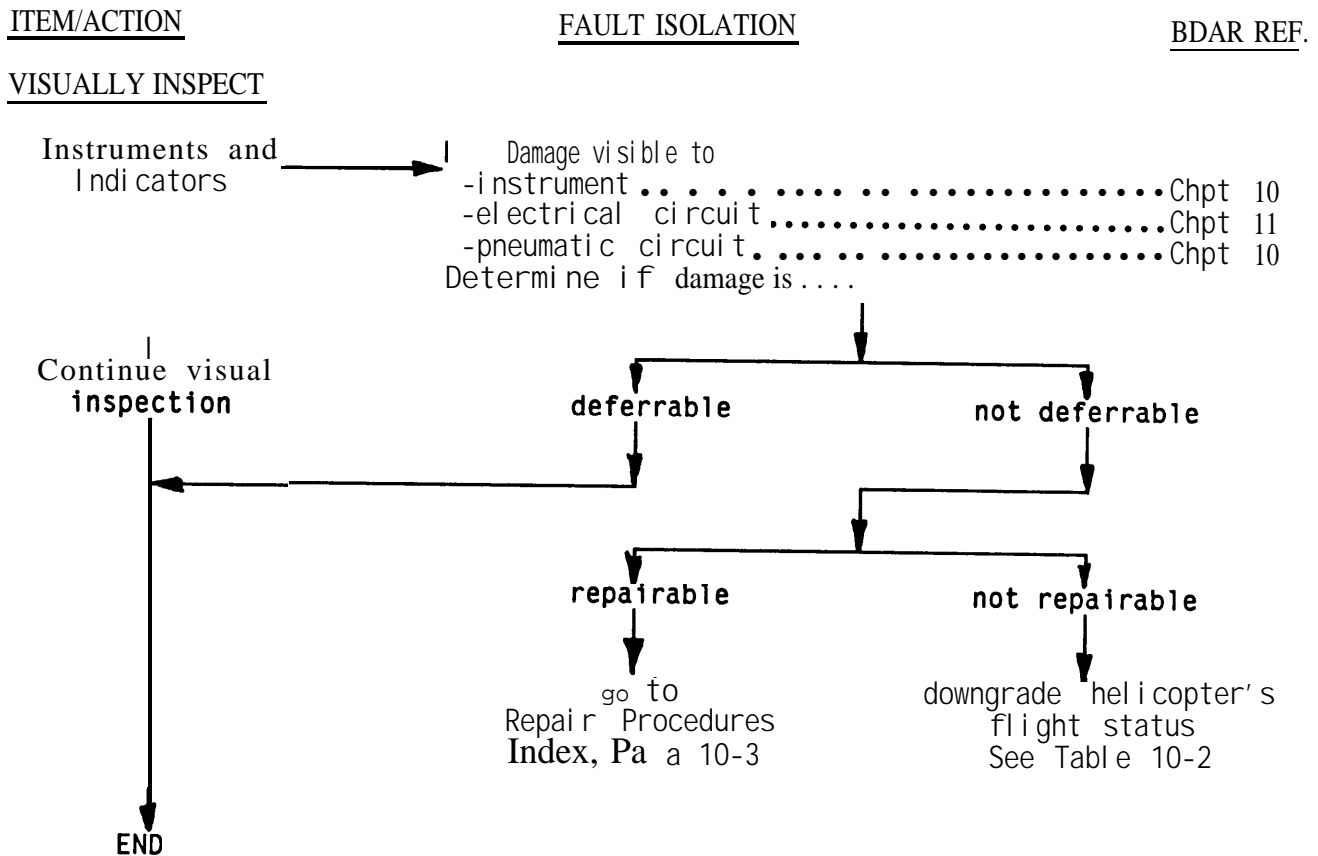 ITEM/ACTION FAULT ISOLATION BDAR REF.
VISUALLY INSPECT
Instruments and
Indicators
Damage visible to
-instrument Chpt 10
-electrical circuit Chpt 11
-pneumatic circuit Chpt 10
Determine if damage is ....
Continue visual
inspection
deferrable not deferrable
repairable not repairable
go to
Repair Procedures
Index, Pa a 10-3
downgrade helicopter's
flight status
See Table 10-2
END